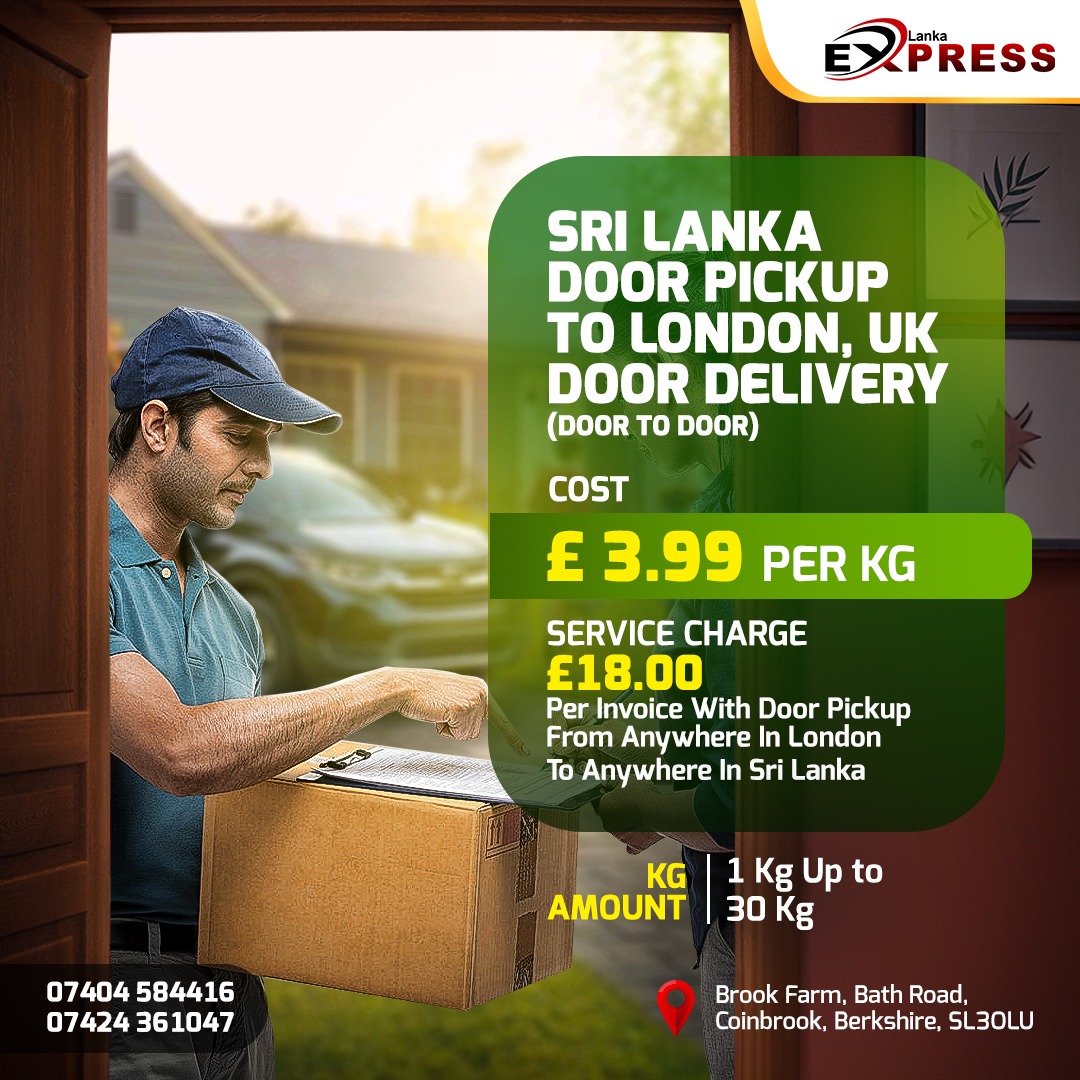 Lanka
EXPRESS
SRI LANKA
DOOR PICKUP
TO LONDON, UK
DOOR DELIVERY
(DOOR TO DOOR)
COST
£ 3.99 PER KG
SERVICE CHARGE
£18.00
Per Invoice With Door Pickup
From Anywhere In London
To Anywhere In Sri Lanka
KG
AMOUNT
1 Kg Up to
30 Kg
07404 584416
07424 361047
Brook Farm, Bath Road,
Coinbrook, Berkshire, SL3OLU